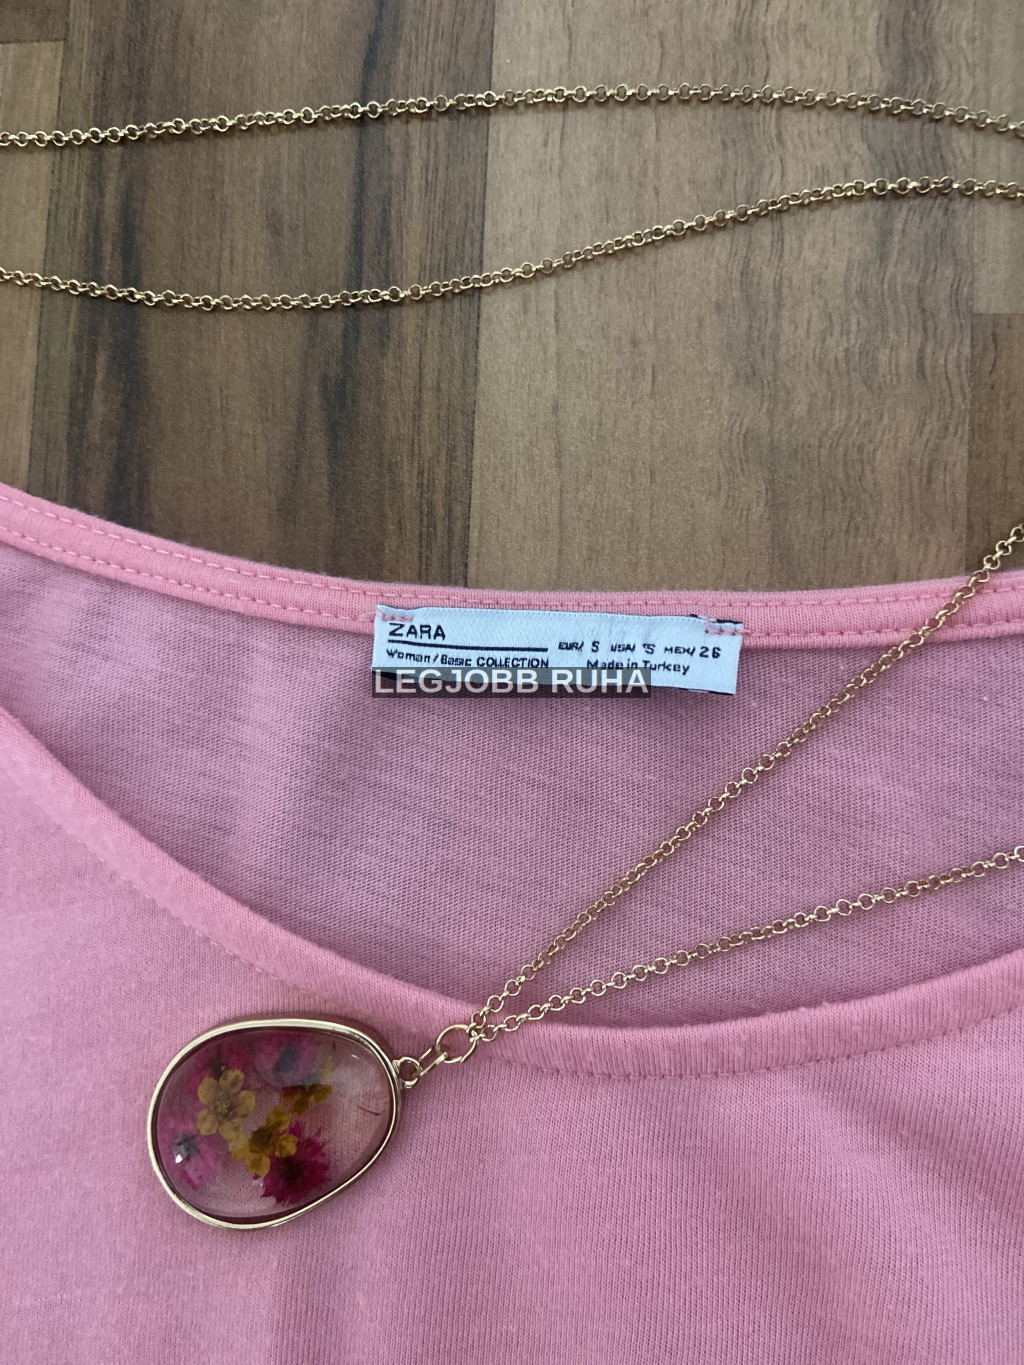 ZARA
Woman / Basic COLLECTION
EUR/ S USA/ S MEX/ 26
Made in Turkey
LEGJOBB RUHA